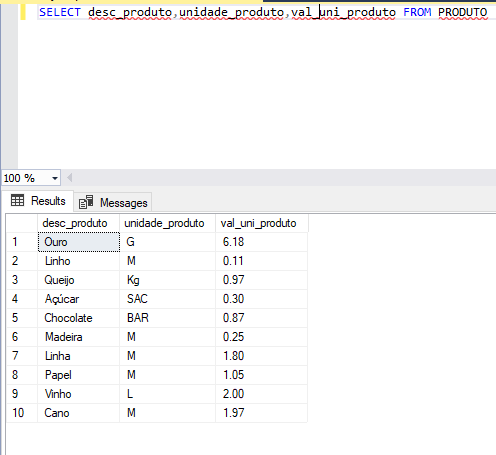 SELECT desc_produto,unidade_produto,val_uni_produto FROM PRODUTO
100 %
Results Messages
desc_produto unidade_produto val_uni_produto
1 Ouro G 6.18
2 Linho M 0.11
3 Queijo Kg 0.97
4 Açúcar SAC 0.30
5 Chocolate BAR 0.87
6 Madeira M 0.25
7 Linha M 1.80
8 Papel M 1.05
9 Vinho L 2.00
10 Cano M 1.97